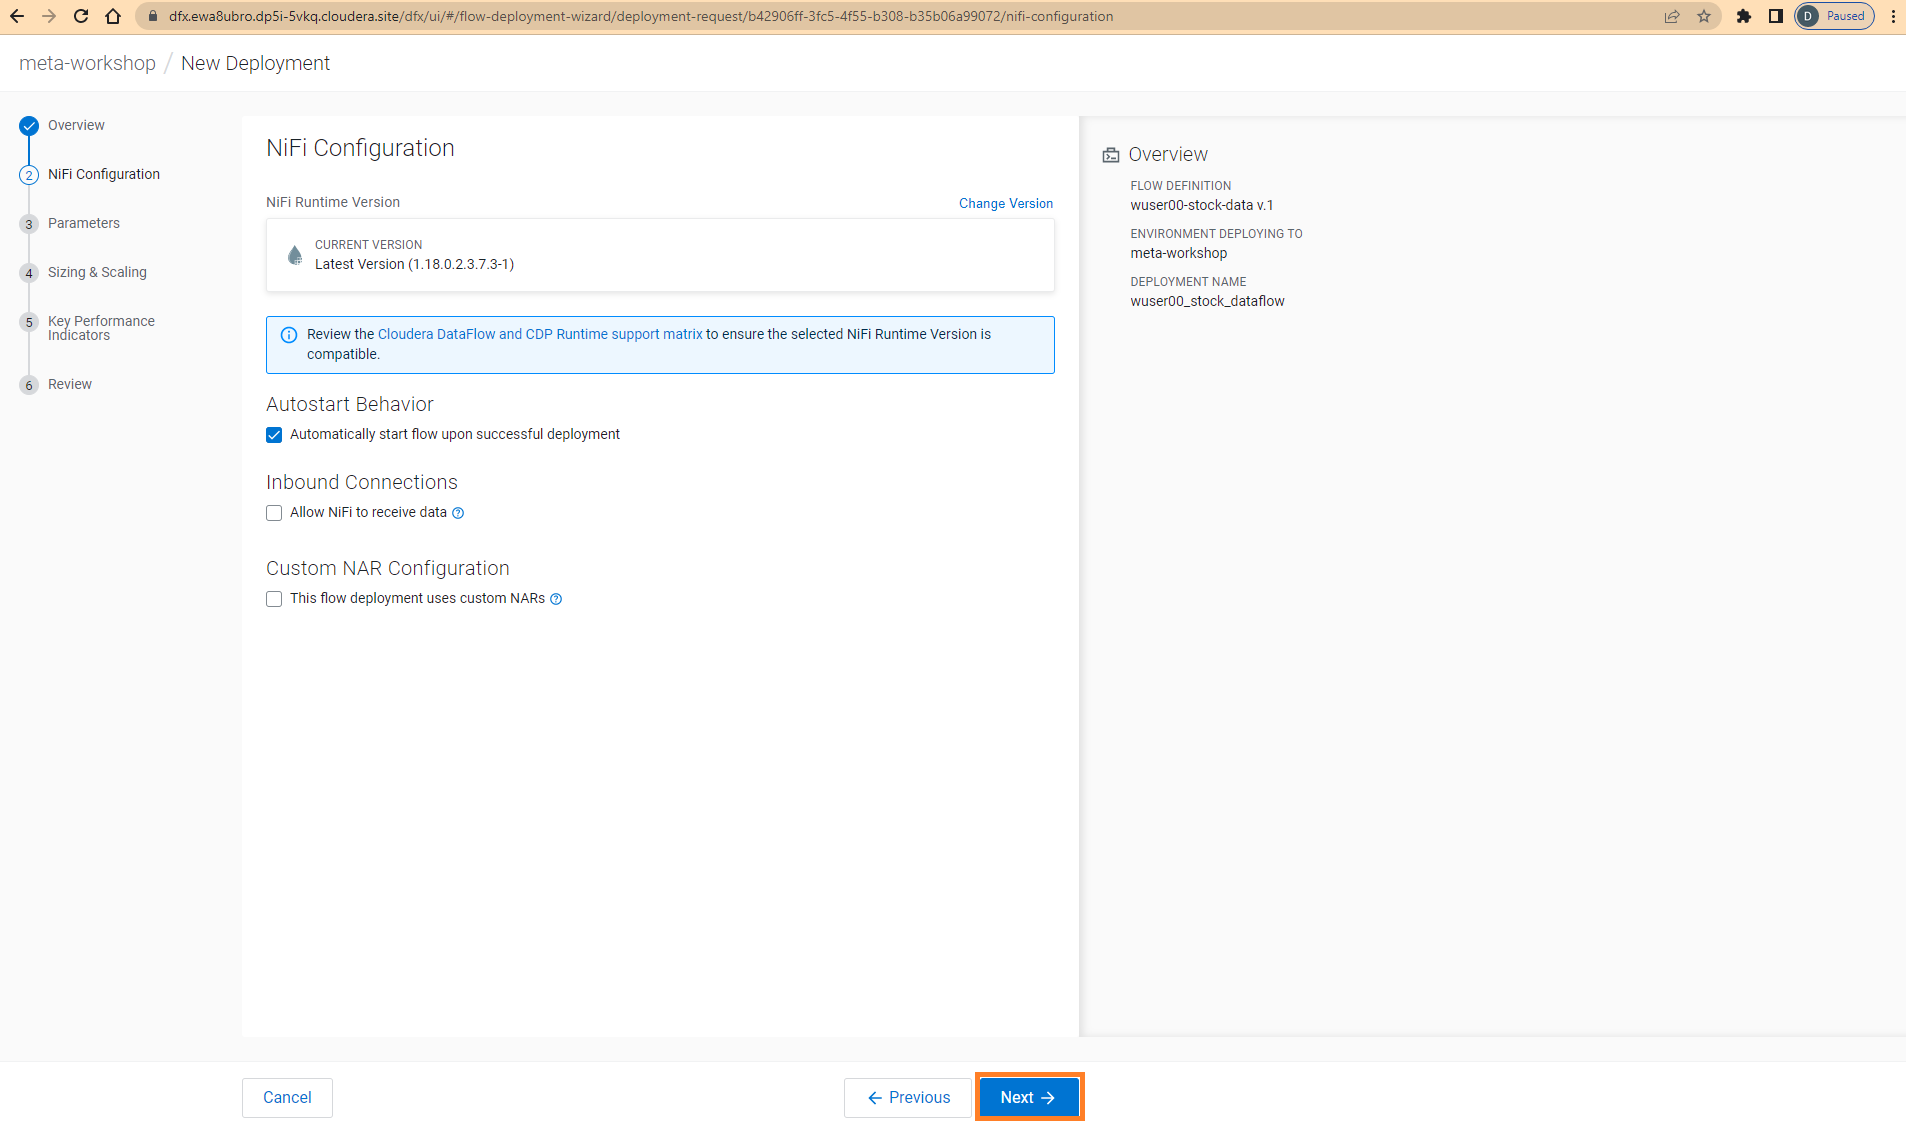 dfx.ewa8ubro.dp5i-5vkq.cloudera.site/dfx/ui/#/flow-deployment-wizard/deployment-request/b42906ff-3fc5-4f55-b308-b35b06a99072/nifi-configuration
D Paused
meta-workshop / New Deployment
Overview
2 NiFi Configuration
3 Parameters
4 Sizing & Scaling
5 Key Performance
Indicators
6 Review
NiFi Configuration
NiFi Runtime Version
Change Version
CURRENT VERSION
Latest Version (1.18.0.2.3.7.3-1)
Review the Cloudera DataFlow and CDP Runtime support matrix to ensure the selected NiFi Runtime Version is
compatible.
Autostart Behavior
Automatically start flow upon successful deployment
Inbound Connections
Allow NiFi to receive data
Custom NAR Configuration
This flow deployment uses custom NARs
Overview
FLOW DEFINITION
wuser00-stock-data v.1
ENVIRONMENT DEPLOYING TO
meta-workshop
DEPLOYMENT NAME
wuser00_stock_dataflow
Cancel
Previous
Next